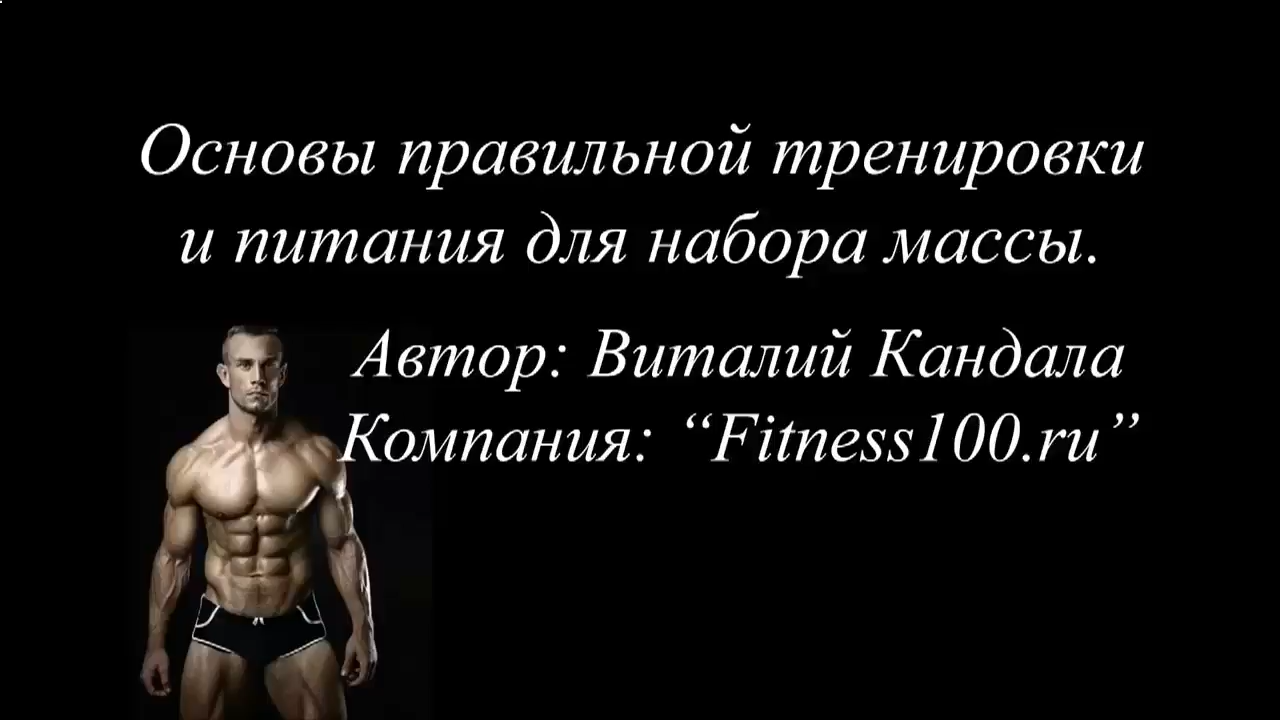 Основы правильной тренировки
и питания для набора массы.
Автор: Виталий Кандала
Компания: “Fitness100.ru”